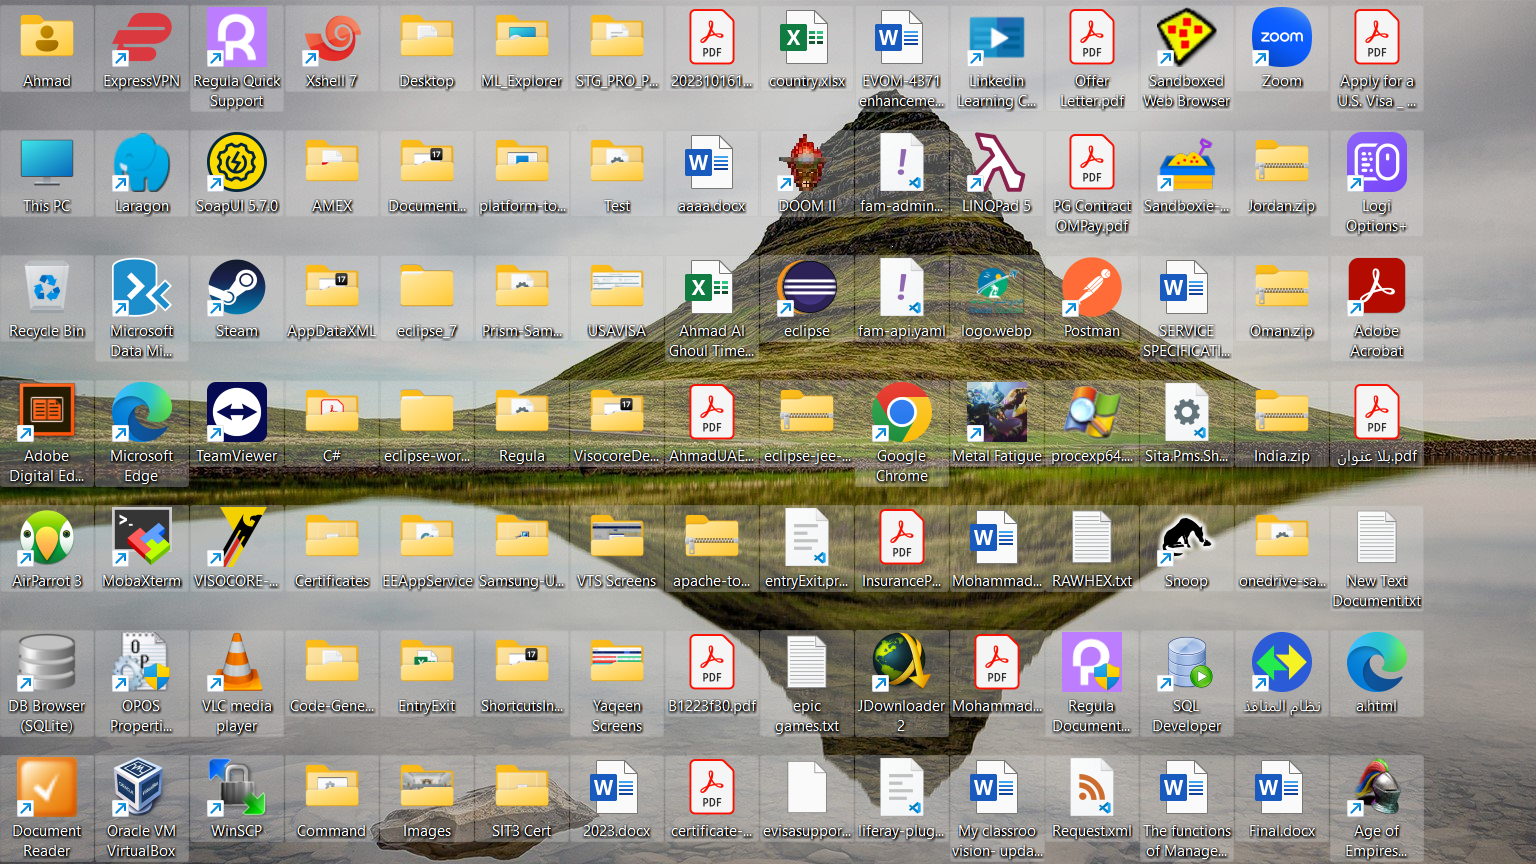 Ahmad
ExpressVPN
Regula Quick
Support
Xshell 7
Desktop
ML_Explorer
STG_PRO_P...
202310161...
country.xlsx
EVOM-4371
enhanceme...
Linkedin
Learning C...
Offer
Letter.pdf
Sandboxed
Web Browser
Zoom
Apply for a
U.S. Visa _ ...
This PC
Laragon
SoapUI 5.7.0
AMEX
Document...
platform-to...
Test
aaaa.docx
DOOM II
fam-admin...
LINQPad 5
PG Contract
OMPay.pdf
Sandboxie-...
Jordan.zip
Logi
Options+
Recycle Bin
Microsoft
Data Mi...
Steam
AppDataXML
eclipse_7
Prism-Sam...
USAVISA
Ahmad Al
Ghoul Time...
eclipse
fam-api.yaml
logo.webp
Postman
SERVICE
SPECIFICATI...
Oman.zip
Adobe
Acrobat
Adobe
Digital Ed...
Microsoft
Edge
TeamViewer
C#
eclipse-wor...
Regula
VisocoreDe...
AhmadUAE...
eclipse-jee-...
Google
Chrome
Metal Fatigue
procexp64....
Sita.Pms.Sh...
India.zip
بلا عنوان.pdf
AirParrot 3
MobaXterm
VISOCORE-...
Certificates
EEAppService
Samsung-U...
VTS Screens
apache-to...
entryExit.pr...
InsuranceP...
Mohammad...
RAWHEX.txt
Snoop
onedrive-sa...
New Text
Document.txt
DB Browser
(SQLite)
OPOS
Properti...
VLC media
player
Code-Gene...
EntryExit
ShortcutsIn...
Yaqeen
Screens
B1223f30.pdf
epic
games.txt
JDownloader
2
Mohammad...
Regula
Document...
SQL
Developer
نظام المنافذ
a.html
Document
Reader
Oracle VM
VirtualBox
WinSCP
Command
Images
SIT3 Cert
2023.docx
certificate-...
evisasuppor...
liferay-plug...
My classroo
vision- upda...
Request.xml
The functions
of Manage...
Final.docx
Age of
Empires...